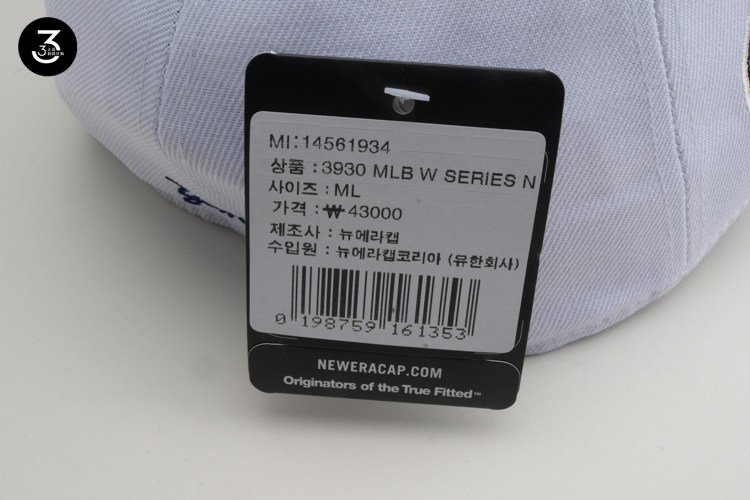 3
3
MI:14561934
상품 : 3930 MLB W SERIES N
사이즈 : ML
가격 : ₩ 43000
제조사 : 뉴에라캡
수입원 : 뉴에라캡코리아 (유한회사)
0 198759 161353
NEWERACAP.COM
Originators of the True Fitted™